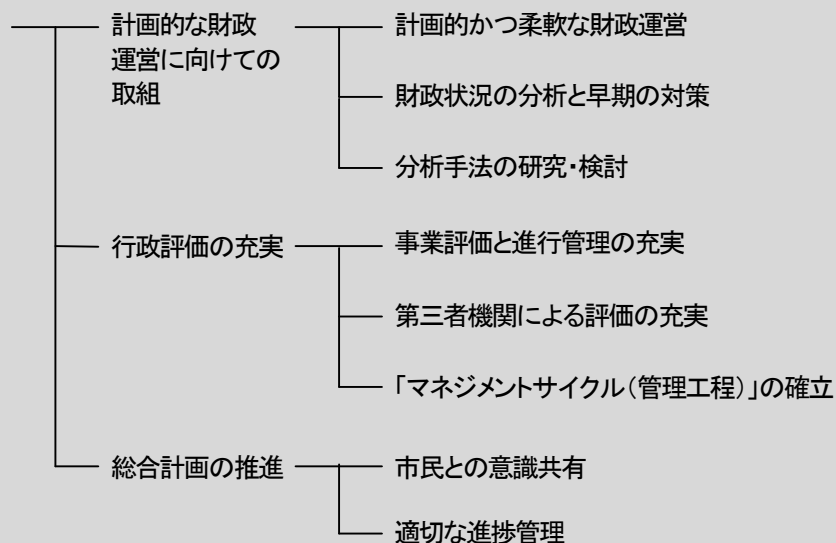 計画的な財政
運営に向けての
取組
計画的かつ柔軟な財政運営
財政状況の分析と早期の対策
分析手法の研究・検討
行政評価の充実
事業評価と進行管理の充実
第三者機関による評価の充実
「マネジメントサイクル（管理工程）」の確立
総合計画の推進
市民との意識共有
適切な進捗管理